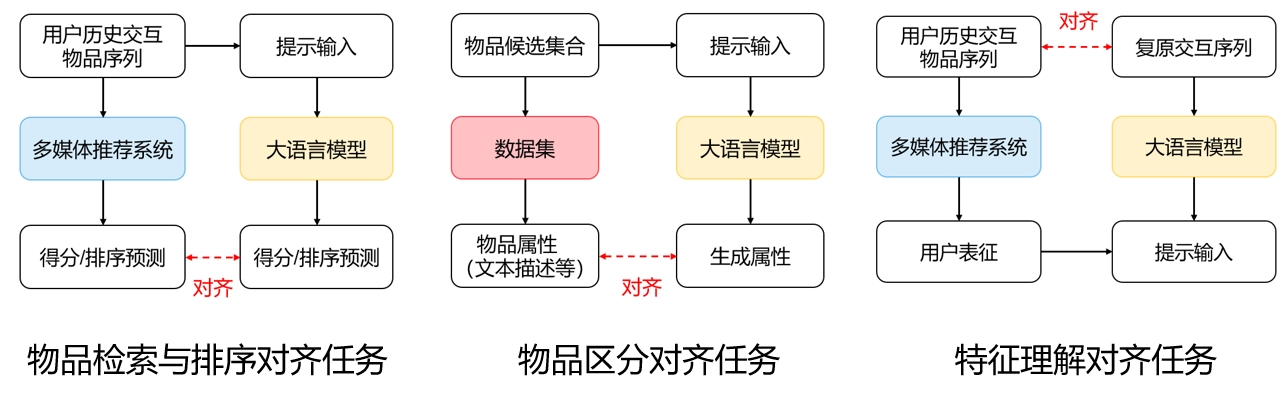 用户历史交互
物品序列
提示输入
多媒体推荐系统
大语言模型
得分/排序预测
得分/排序预测
对齐
物品检索与排序对齐任务
物品候选集合
提示输入
数据集
大语言模型
物品属性
（文本描述等）
生成属性
对齐
物品区分对齐任务
用户历史交互
物品序列
对齐
复原交互序列
多媒体推荐系统
大语言模型
用户表征
提示输入
特征理解对齐任务